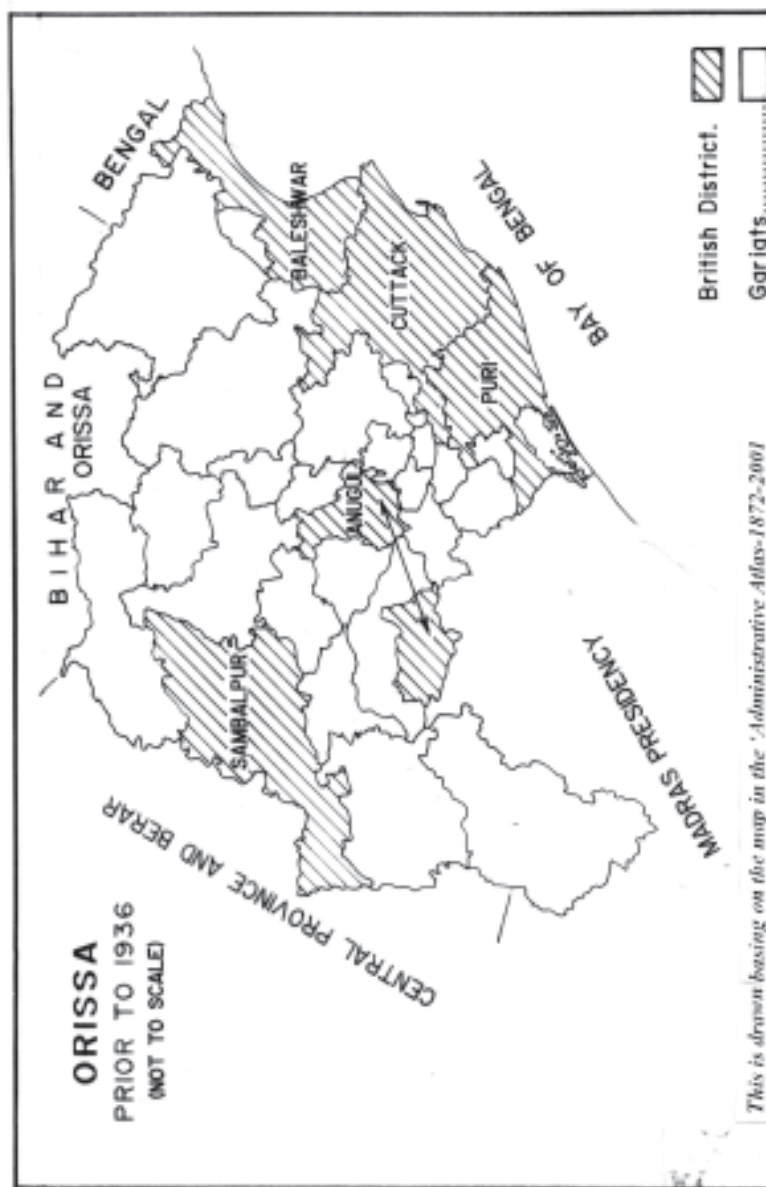 ORISSA
PRIOR TO 1936
(NOT TO SCALE)
BIHAR AND
ORISSA
BENGAL
CENTRAL PROVINCE AND BERAR
SAMBALPUR
ANUGUL
BALESHWAR
CUTTACK
PURI
BAY OF BENGAL
MADRAS PRESIDENCY
British District.
Garjats
This is drawn basing on the map in the 'Administrative Atlas-1872-2001